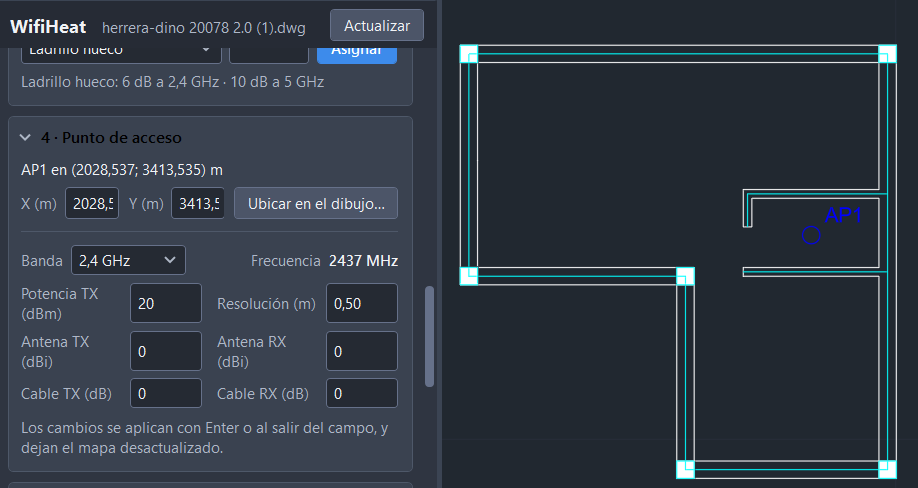 WifiHeat herrera-dino 20078 2.0 (1).dwg Actualizar
Ladrillo hueco Asignar
Ladrillo hueco: 6 dB a 2,4 GHz · 10 dB a 5 GHz
4 · Punto de acceso
AP1 en (2028,537; 3413,535) m
X (m) 2028,5 Y (m) 3413,5 Ubicar en el dibujo...
Banda 2,4 GHz Frecuencia 2437 MHz
Potencia TX (dBm) 20 Resolución (m) 0,50
Antena TX (dBi) 0 Antena RX (dBi) 0
Cable TX (dB) 0 Cable RX (dB) 0
Los cambios se aplican con Enter o al salir del campo, y
dejan el mapa desactualizado.
AP1